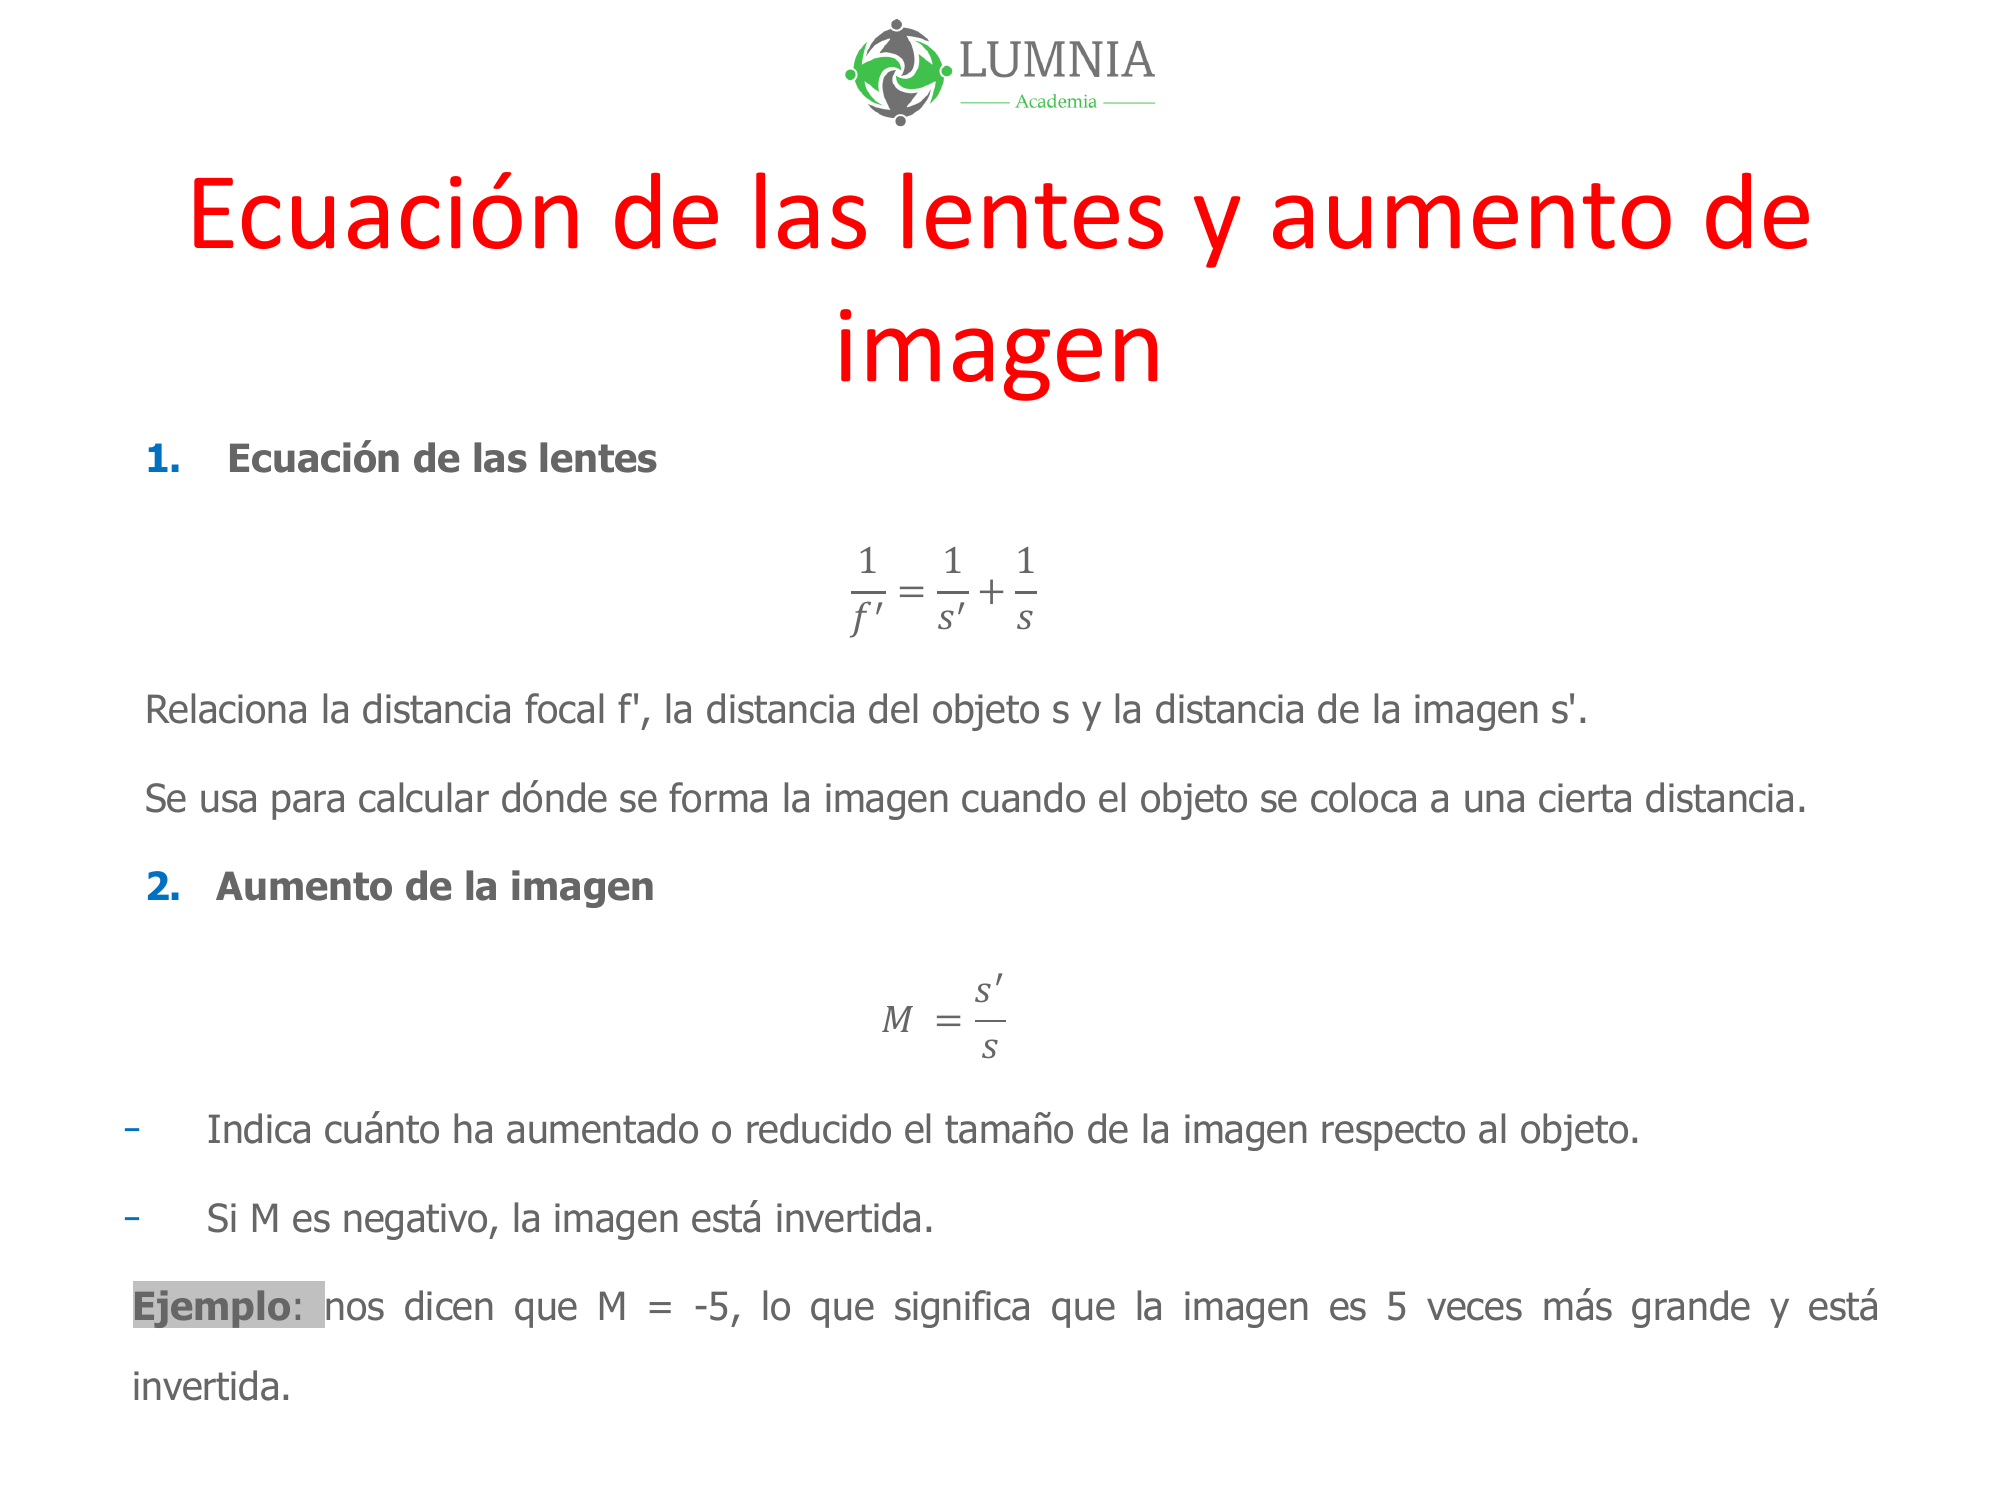 LUMNIA
Academia
Ecuación de las lentes y aumento de
imagen
1. Ecuación de las lentes
1/f′ = 1/s′ + 1/s
Relaciona la distancia focal f', la distancia del objeto s y la distancia de la imagen s'.
Se usa para calcular dónde se forma la imagen cuando el objeto se coloca a una cierta distancia.
2. Aumento de la imagen
M = s′/s
- Indica cuánto ha aumentado o reducido el tamaño de la imagen respecto al objeto.
- Si M es negativo, la imagen está invertida.
Ejemplo: nos dicen que M = -5, lo que significa que la imagen es 5 veces más grande y está
invertida.